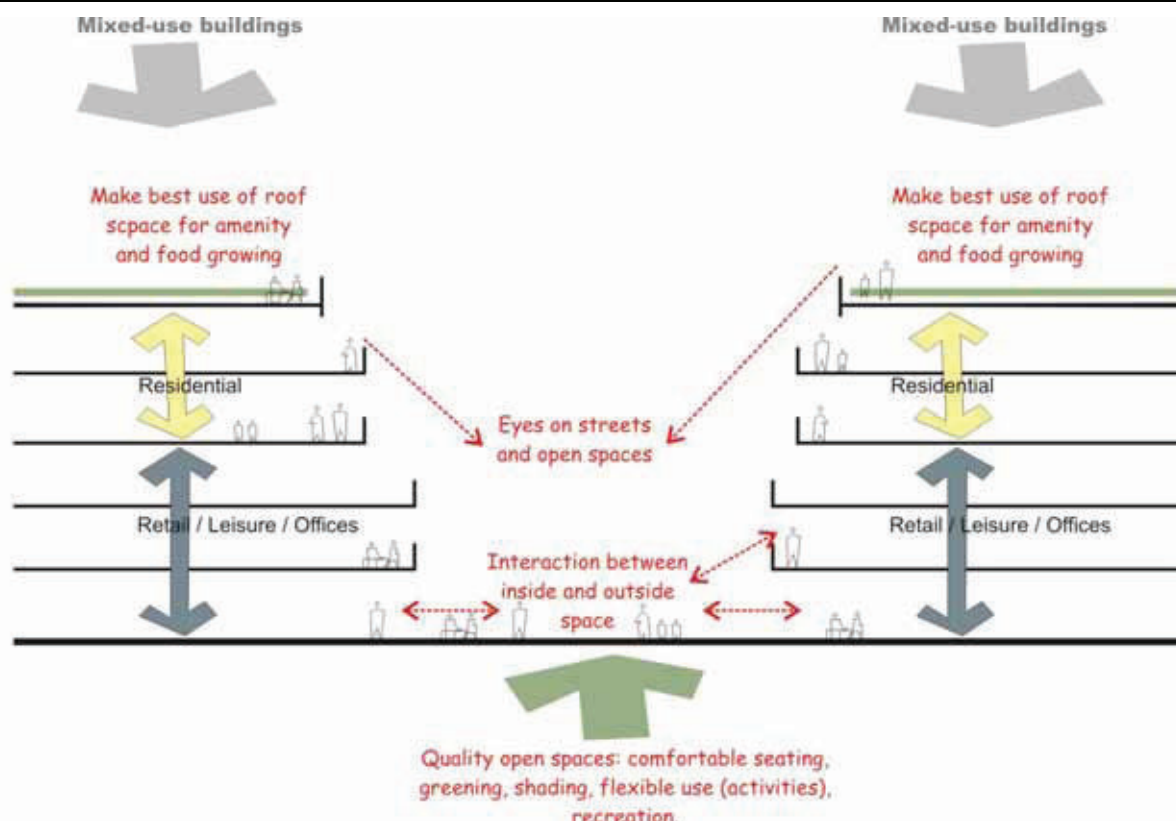 Mixed-use buildings
Mixed-use buildings
Make best use of roof
scpace for amenity
and food growing
Make best use of roof
scpace for amenity
and food growing
Residential
Residential
Eyes on streets
and open spaces
Retail / Leisure / Offices
Retail / Leisure / Offices
Interaction between
inside and outside
space
Quality open spaces: comfortable seating,
greening, shading, flexible use (activities),
recreation.